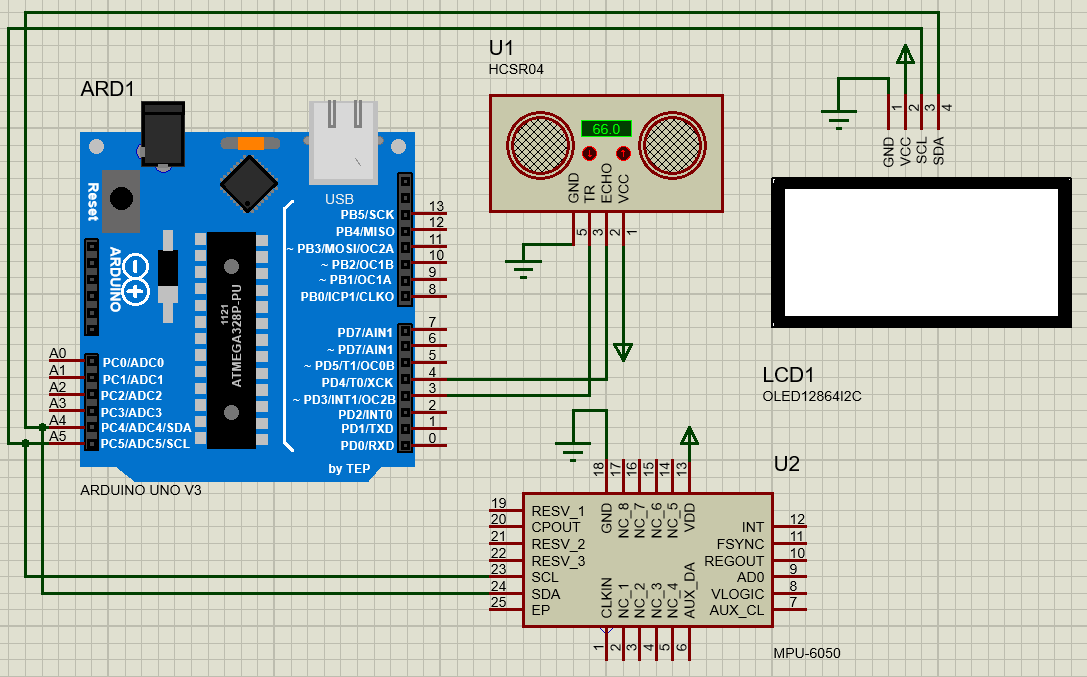 ARD1
Reset
ARDUINO
USB
1121
ATMEGA328P-PU
PB5/SCK 13
PB4/MISO 12
~ PB3/MOSI/OC2A 11
~ PB2/OC1B 10
~ PB1/OC1A 9
PB0/ICP1/CLKO 8
PD7/AIN1 7
~ PD7/AIN1 6
~ PD5/T1/OC0B 5
PD4/T0/XCK 4
~ PD3/INT1/OC2B 3
PD2/INT0 2
PD1/TXD 1
PD0/RXD 0
A0 PC0/ADC0
A1 PC1/ADC1
A2 PC2/ADC2
A3 PC3/ADC3
A4 PC4/ADC4/SDA
A5 PC5/ADC5/SCL
by TEP
ARDUINO UNO V3
U1
HCSR04
66.0
GND
TR
ECHO
VCC
5
3
2
1
1
2
3
4
GND
VCC
SCL
SDA
LCD1
OLED12864I2C
U2
18
17
16
15
14
13
GND
NC_8
NC_7
NC_6
NC_5
VDD
19 RESV_1
20 CPOUT
21 RESV_2
22 RESV_3
23 SCL
24 SDA
25 EP
INT 12
FSYNC 11
REGOUT 10
AD0 9
VLOGIC 8
AUX_CL 7
CLKIN
NC_1
NC_2
NC_3
NC_4
AUX_DA
1
2
3
4
5
6
MPU-6050